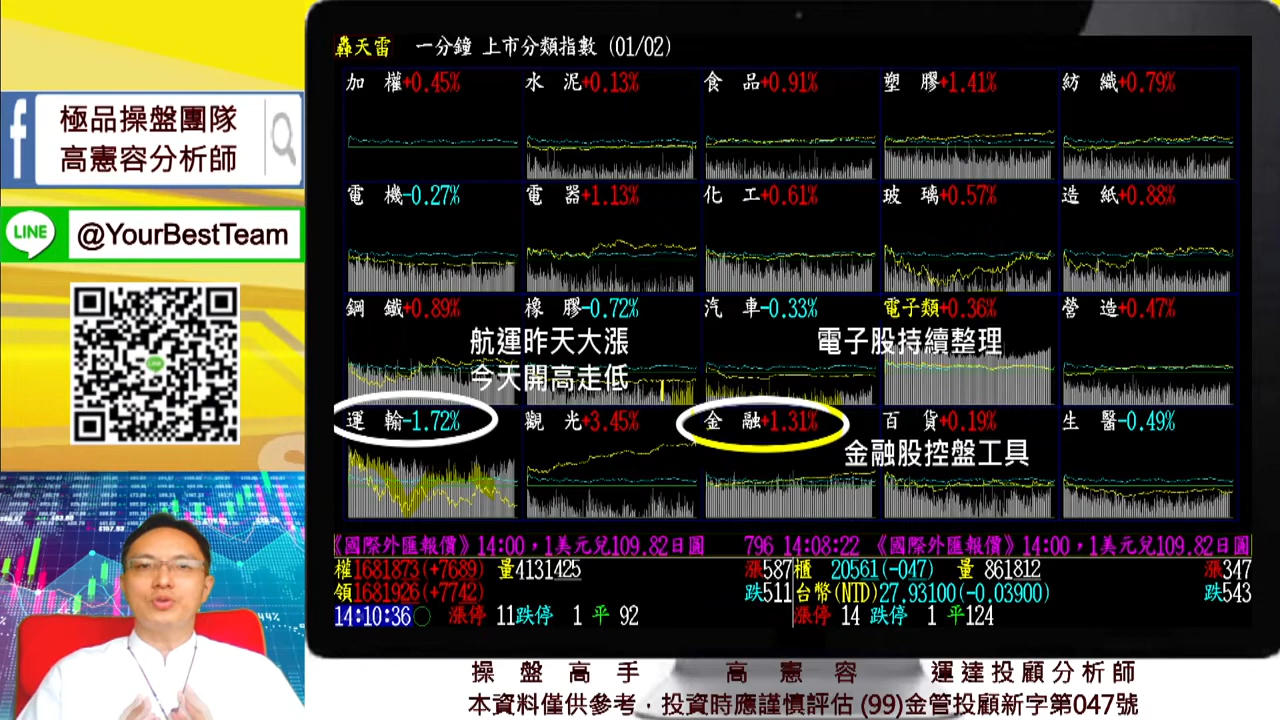 極品操盤團隊
高憲容分析師
LINE
@YourBestTeam
轟天雷 一分鐘 上市分類指數 (01/02)
加權+0.45% 水泥+0.13% 食品+0.91% 塑膠+1.41% 紡織+0.79%
電機-0.27% 電器+1.13% 化工+0.61% 玻璃+0.57% 造紙+0.88%
鋼鐵+0.89% 橡膠-0.72% 汽車-0.33% 電子類+0.36% 營造+0.47%
航運昨天大漲
今天開高走低
電子股持續整理
運輸-1.72% 觀光+3.45% 金融+1.31% 百貨+0.19% 生醫-0.49%
金融股控盤工具
《國際外匯報價》14:00,1美元兌109.82日圓 796 14:08:22 《國際外匯報價》14:00,1美元兌109.82日圓
權1681873(+7689) 量4131425 漲587 櫃 20561(-047) 量 861812 漲347
領1681926(+7742) 跌511 台幣(NTD)27.93100(-0.03900) 跌543
14:10:36 漲停 11跌停 1 平 92 漲停 14 跌停 1 平124
操盤高手 高憲容 運達投顧分析師
本資料僅供參考,投資時應謹慎評估 (99)金管投顧新字第047號